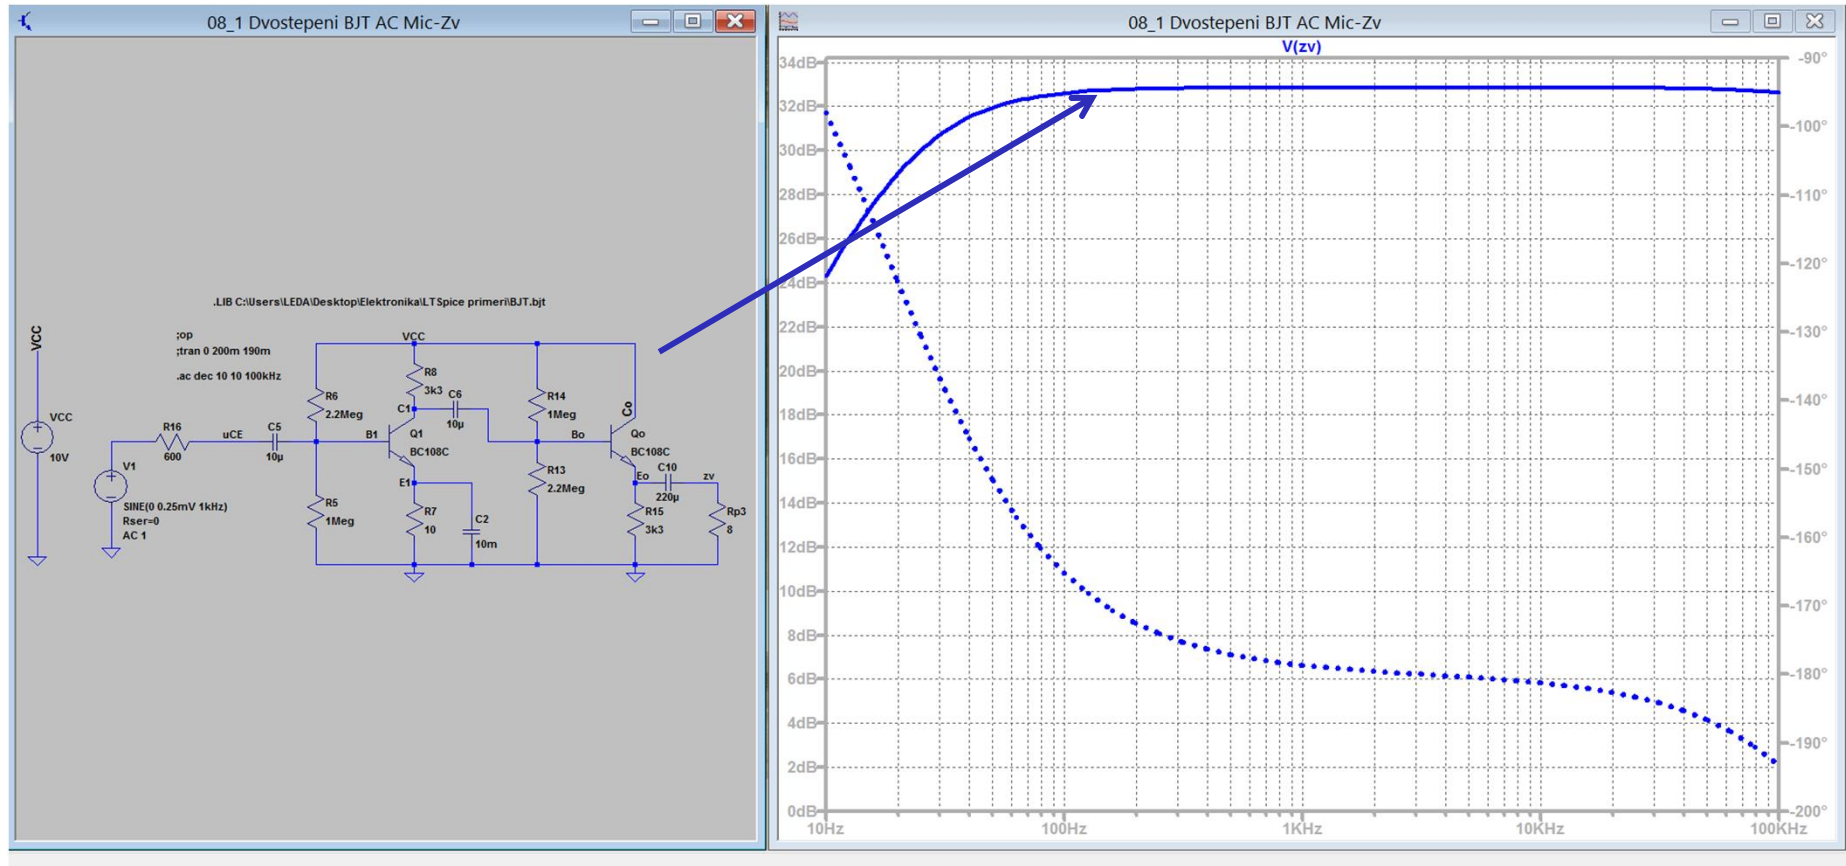 08_1 Dvostepeni BJT AC Mic-Zv
.LIB C:\Users\LEDA\Desktop\Elektronika\LTSpice primeri\BJT.bjt
;op
;tran 0 200m 190m
.ac dec 10 10 100kHz
VCC
VCC
10V
V1
SINE(0 0.25mV 1kHz)
Rser=0
AC 1
R16
600
uCE
C5
10µ
R6
2.2Meg
R5
1Meg
VCC
R8
3k3
C1
C6
10µ
B1
Q1
BC108C
E1
R7
10
C2
10m
R14
1Meg
R13
2.2Meg
Bo
Co
Qo
BC108C
Eo
C10
220µ
zv
R15
3k3
Rp3
8
08_1 Dvostepeni BJT AC Mic-Zv
V(zv)
34dB
32dB
30dB
28dB
26dB
24dB
22dB
20dB
18dB
16dB
14dB
12dB
10dB
8dB
6dB
4dB
2dB
0dB
-90°
-100°
-110°
-120°
-130°
-140°
-150°
-160°
-170°
-180°
-190°
-200°
10Hz
100Hz
1KHz
10KHz
100KHz